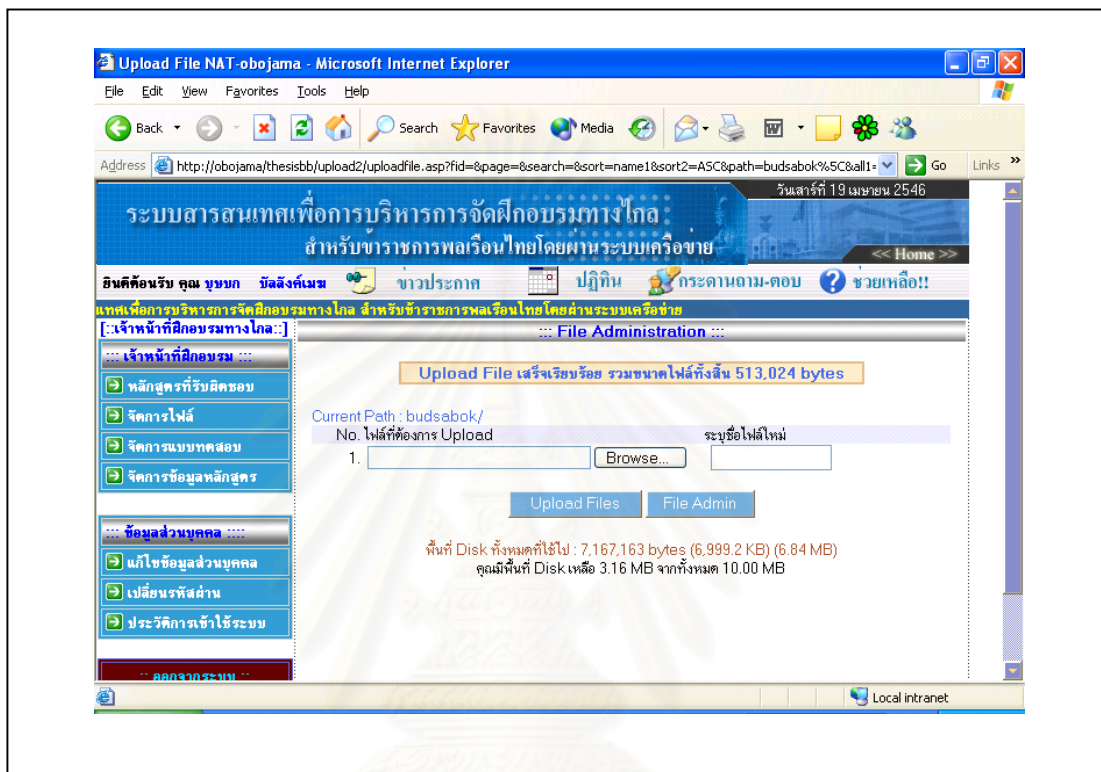 Upload File NAT-obojama - Microsoft Internet Explorer
File Edit View Favorites Tools Help
Back Search Favorites Media
Address http://obojama/thesisbb/upload2/uploadfile.asp?fid=&page=&search=&sort=name1&sort2=ASC&path=budsabok%5C&all1= Go Links »
วันเสาร์ที่ 19 เมษายน 2546
ระบบสารสนเทศเพื่อการบริหารการจัดฝึกอบรมทางไกล
สำหรับข้าราชการพลเรือนไทยโดยผ่านระบบเครือข่าย
<< Home >>
ยินดีต้อนรับ คุณ บุษบก บัลลังค์เมฆ ข่าวประกาศ ปฏิทิน กระดานถาม-ตอบ ช่วยเหลือ!!
นเทศเพื่อการบริหารการจัดฝึกอบรมทางไกล สำหรับข้าราชการพลเรือนไทยโดยผ่านระบบเครือข่าย
[::เจ้าหน้าที่ฝึกอบรมทางไกล::]
::: File Administration :::
::: เจ้าหน้าที่ฝึกอบรม :::
หลักสูตรที่รับผิดชอบ
จัดการไฟล์
จัดการแบบทดสอบ
จัดการข้อมูลหลักสูตร
Upload File เสร็จเรียบร้อย รวมขนาดไฟล์ทั้งสิ้น 513,024 bytes
Current Path : budsabok/
No. ไฟล์ที่ต้องการ Upload ระบุชื่อไฟล์ใหม่
1. Browse...
Upload Files File Admin
::: ข้อมูลส่วนบุคคล ::::
แก้ไขข้อมูลส่วนบุคคล
เปลี่ยนรหัสผ่าน
ประวัติการเข้าใช้ระบบ
พื้นที่ Disk ทั้งหมดที่ใช้ไป : 7,167,163 bytes (6,999.2 KB) (6.84 MB)
คุณมีพื้นที่ Disk เหลือ 3.16 MB จากทั้งหมด 10.00 MB
:: ออกจากระบบ ::
Local intranet